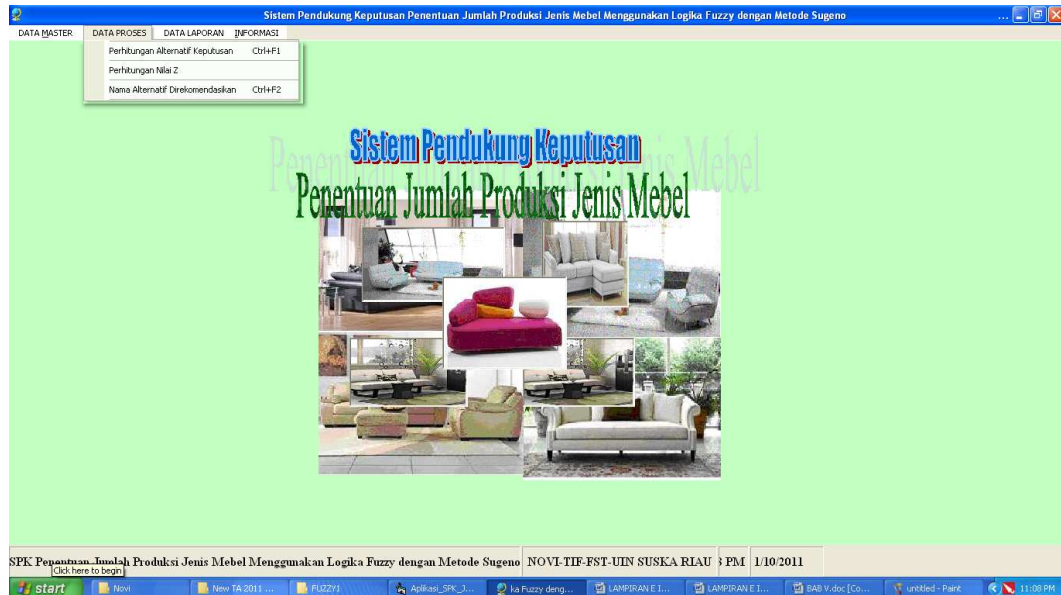 Sistem Pendukung Keputusan Penentuan Jumlah Produksi Jenis Mebel Menggunakan Logika Fuzzy dengan Metode Sugeno ...
DATA MASTER DATA PROSES DATA LAPORAN INFORMASI
Perhitungan Alternatif Keputusan Ctrl+F1
Perhitungan Nilai Z
Nama Alternatif Direkomendasikan Ctrl+F2
Sistem Pendukung Keputusan
Penentuan Jumlah Produksi Jenis Mebel
SPK Penentuan Jumlah Produksi Jenis Mebel Menggunakan Logika Fuzzy dengan Metode Sugeno NOVI-TIF-FST-UIN SUSKA RIAU PM 1/10/2011
Click here to begin
start Novi New TA 2011 ... FUZZY1 Aplikasi_SPK_J... ka Fuzzy deng... LAMPIRAN E I... LAMPIRAN E I... BAB V.doc [Co... untitled - Paint 11:08 PM